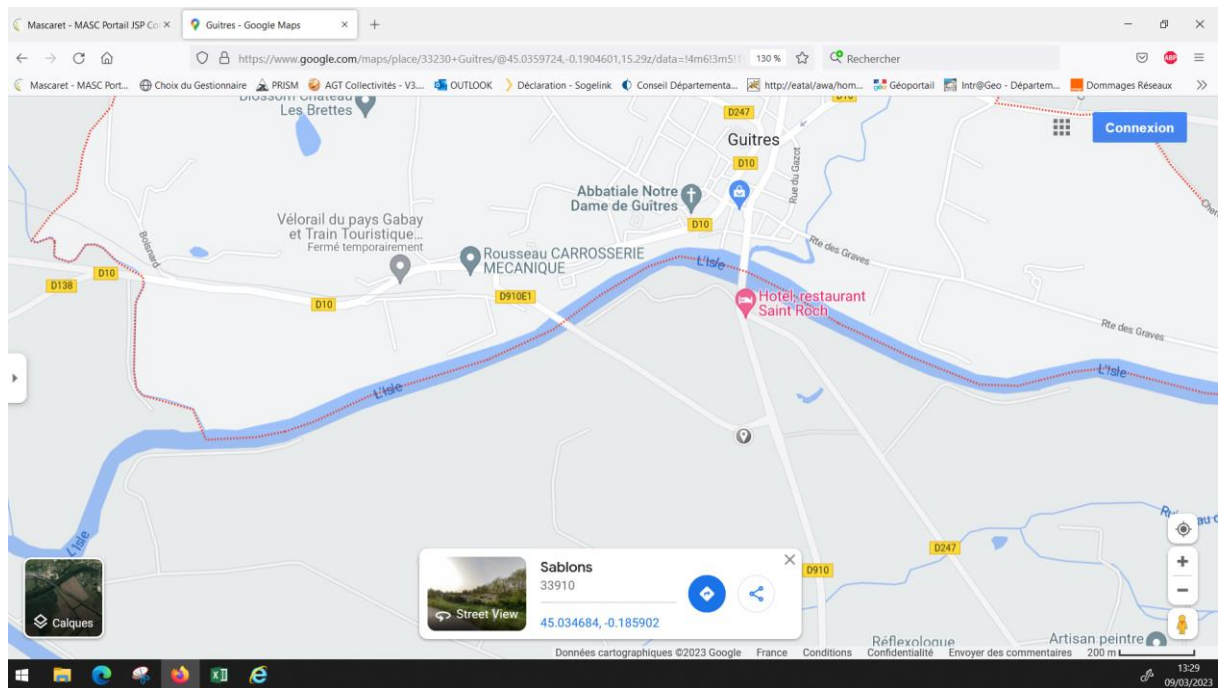 Mascaret - MASC Portail JSP Co
Guitres - Google Maps
https://www.google.com/maps/place/33230+Guitres/@45.0359724,-0.1904601,15.29z/data=!4m6!3m5!1
130 %
Rechercher
Mascaret - MASC Port...
Choix du Gestionnaire
PRISM
AGT Collectivités - V3....
OUTLOOK
Déclaration - Sogelink
Conseil Départementa...
http://eatal/awa/hom...
Géoportail
Intr@Geo - Départem...
Dommages Réseaux
ABP
Connexion
Les Brettes
D247
Guitres
D10
Rue du Gazot
Abbatiale Notre
Dame de Guîtres
D10
Vélorail du pays Gabay
et Train Touristique...
Fermé temporairement
Boisnard
Rousseau CARROSSERIE
MECANIQUE
L'Isle
Rte des Graves
D10
D138
D10
D910E1
Hotel, restaurant
Saint Roch
Rte des Graves
L'Isle
L'Isle
L'Isle
D247
D910
Sablons
33910
45.034684, -0.185902
Street View
Calques
Réflexologue
Artisan peintre
Données cartographiques ©2023 Google
France
Conditions
Confidentialité
Envoyer des commentaires
200 m
13:29
09/03/2023